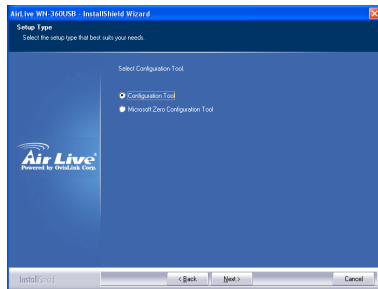 AirLive WN-360USB - InstallShield Wizard
Setup Type
Select the setup type that best suits your needs.
Select Configuration Tool.
Configuration Tool
Microsoft Zero Configuration Tool
Air Live
Powered by OvisLink Corp.
InstallShield
< Back
Next >
Cancel